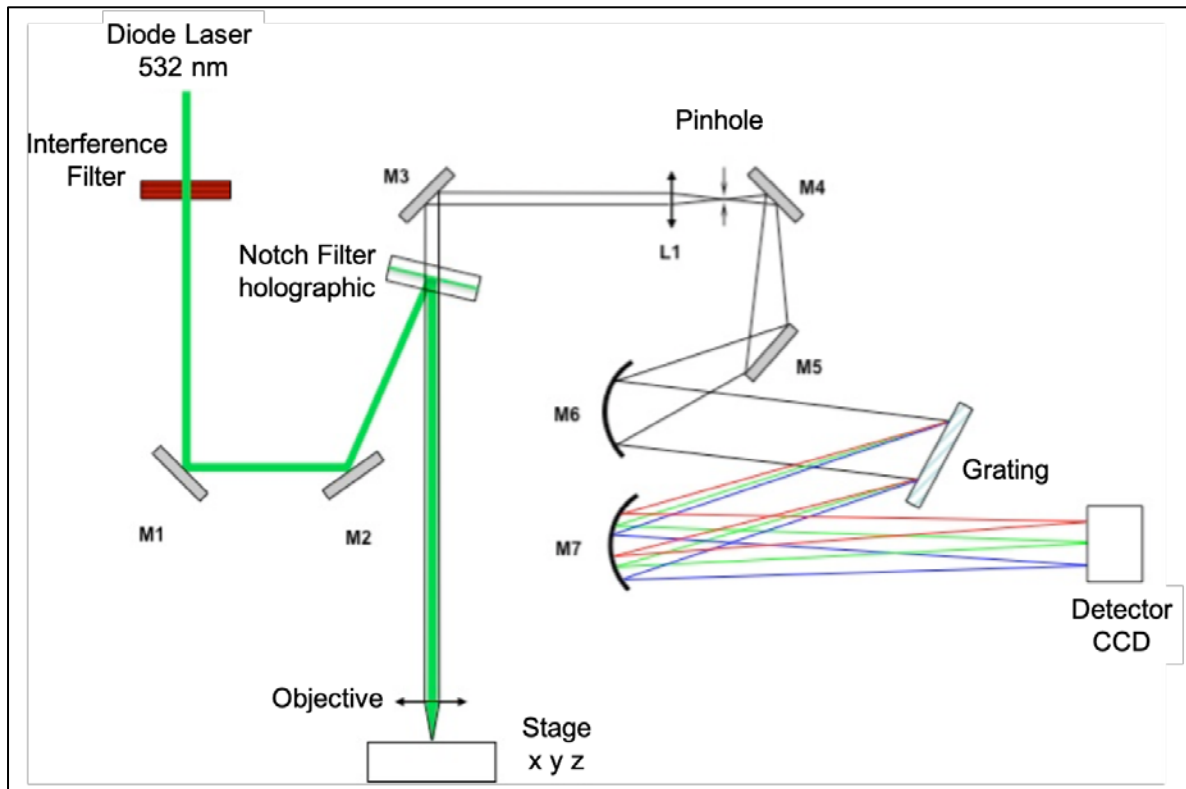 Diode Laser
532 nm
Interference
Filter
Pinhole
M3
M4
L1
Notch Filter
holographic
M5
M6
Grating
M1
M2
M7
Detector
CCD
Objective
Stage
x y z